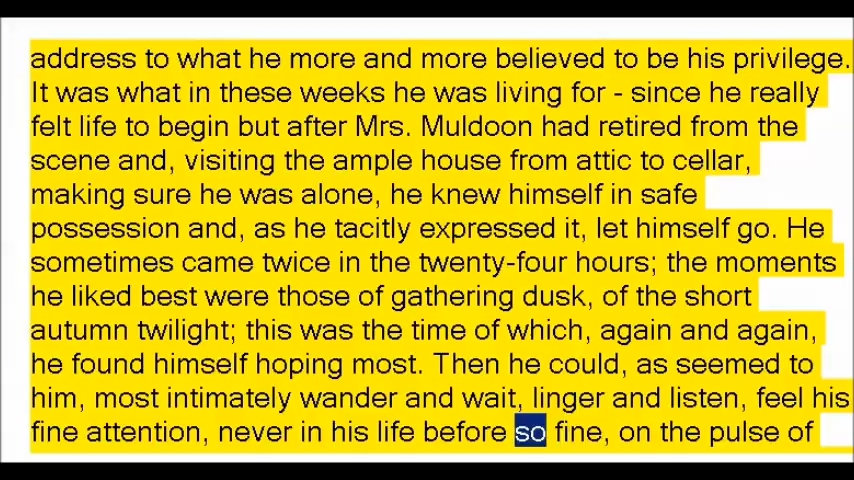 address to what he more and more believed to be his privilege.
It was what in these weeks he was living for - since he really
felt life to begin but after Mrs. Muldoon had retired from the
scene and, visiting the ample house from attic to cellar,
making sure he was alone, he knew himself in safe
possession and, as he tacitly expressed it, let himself go. He
sometimes came twice in the twenty-four hours; the moments
he liked best were those of gathering dusk, of the short
autumn twilight; this was the time of which, again and again,
he found himself hoping most. Then he could, as seemed to
him, most intimately wander and wait, linger and listen, feel his
fine attention, never in his life before so fine, on the pulse of